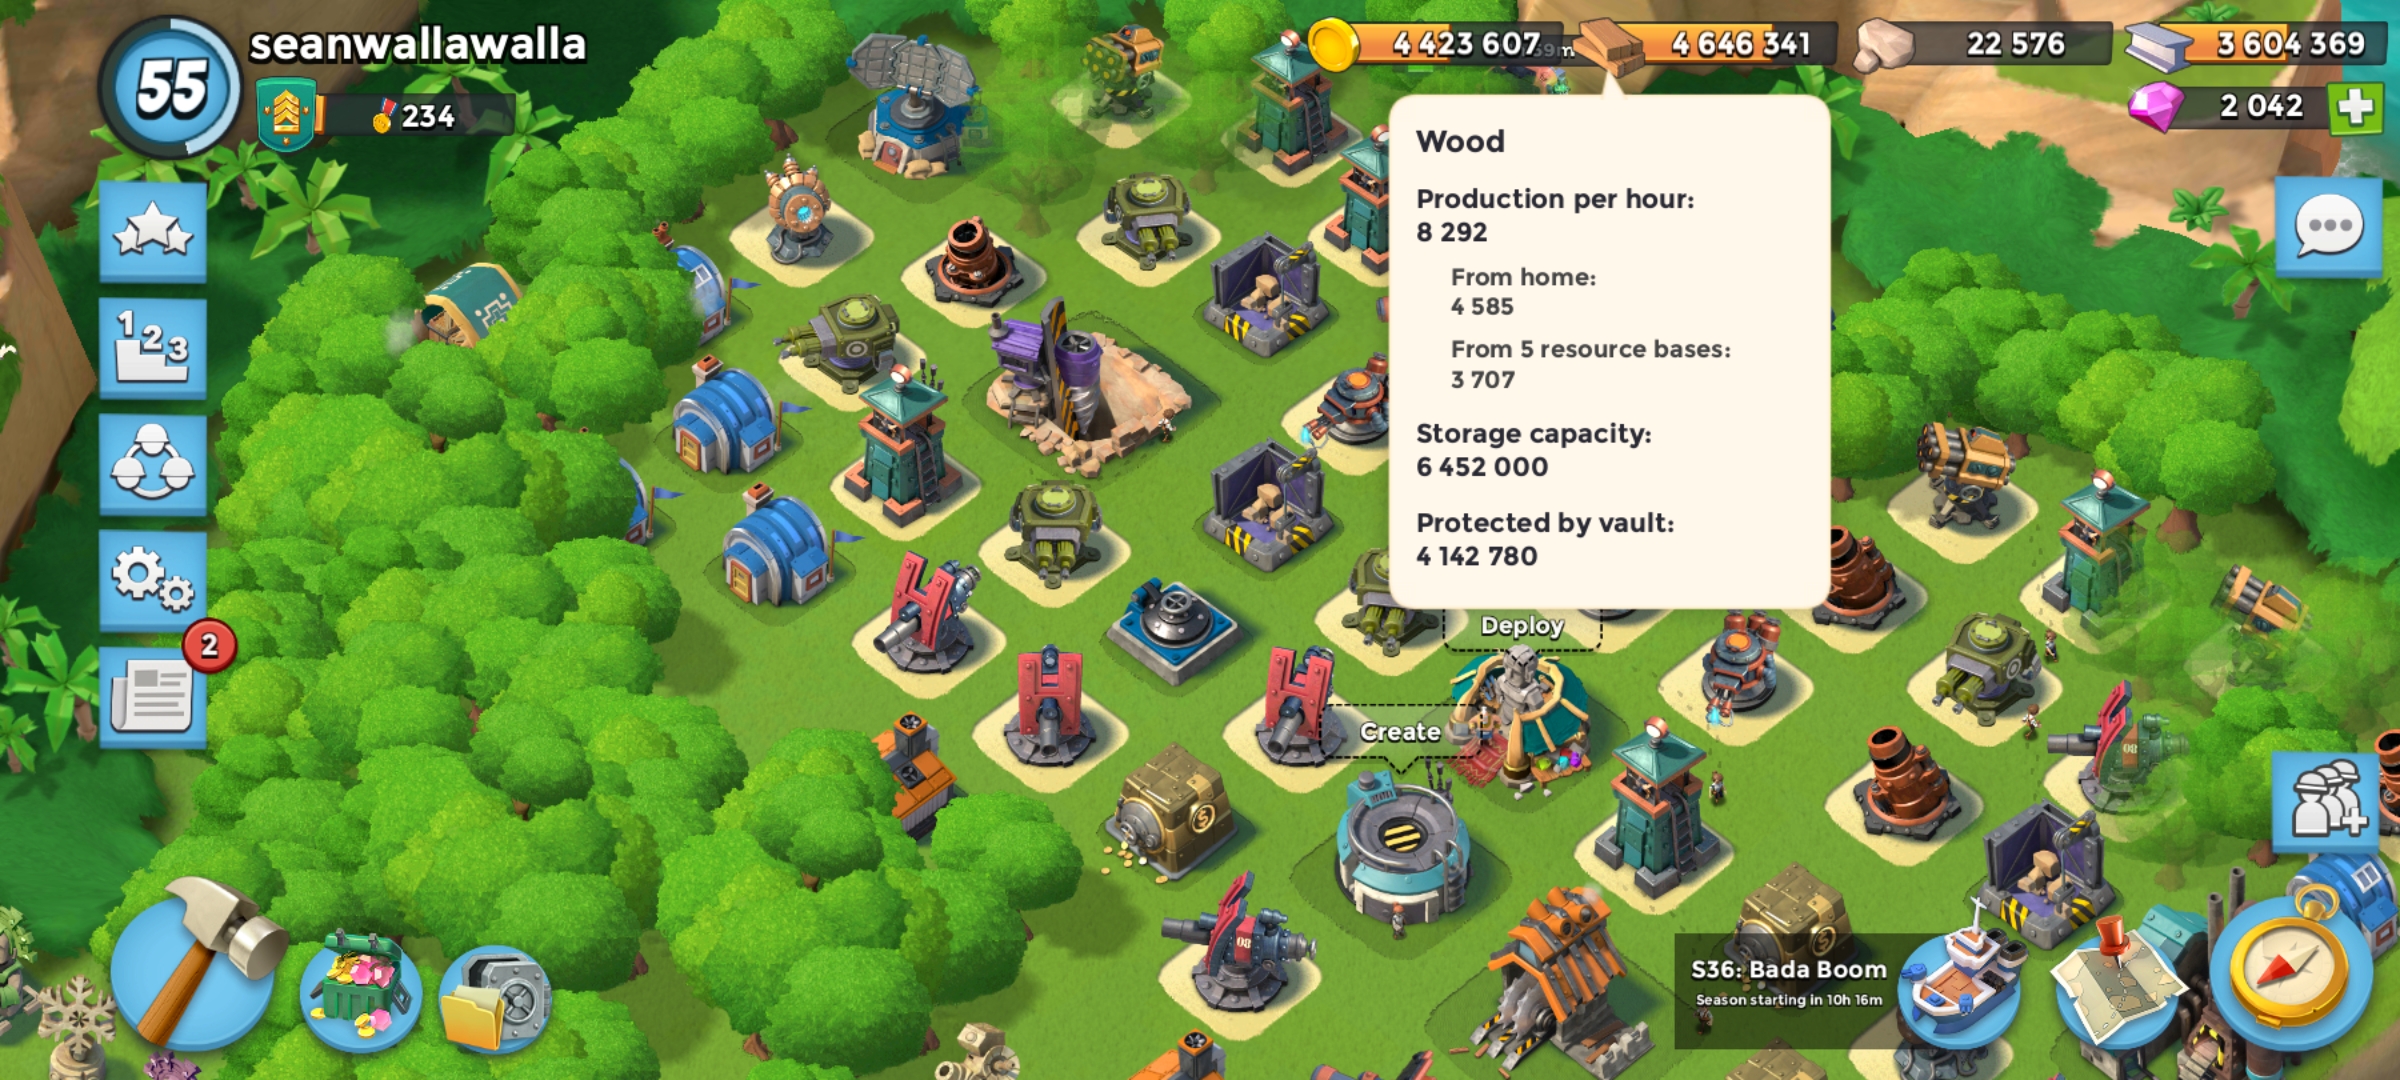 55
seanwallawalla
234
4 423 607
4 646 341
22 576
3 604 369
2 042
Wood
Production per hour:
8 292
From home:
4 585
From 5 resource bases:
3 707
Storage capacity:
6 452 000
Protected by vault:
4 142 780
123
2
Deploy
Create
S36: Bada Boom
Season starting in 10h 16m